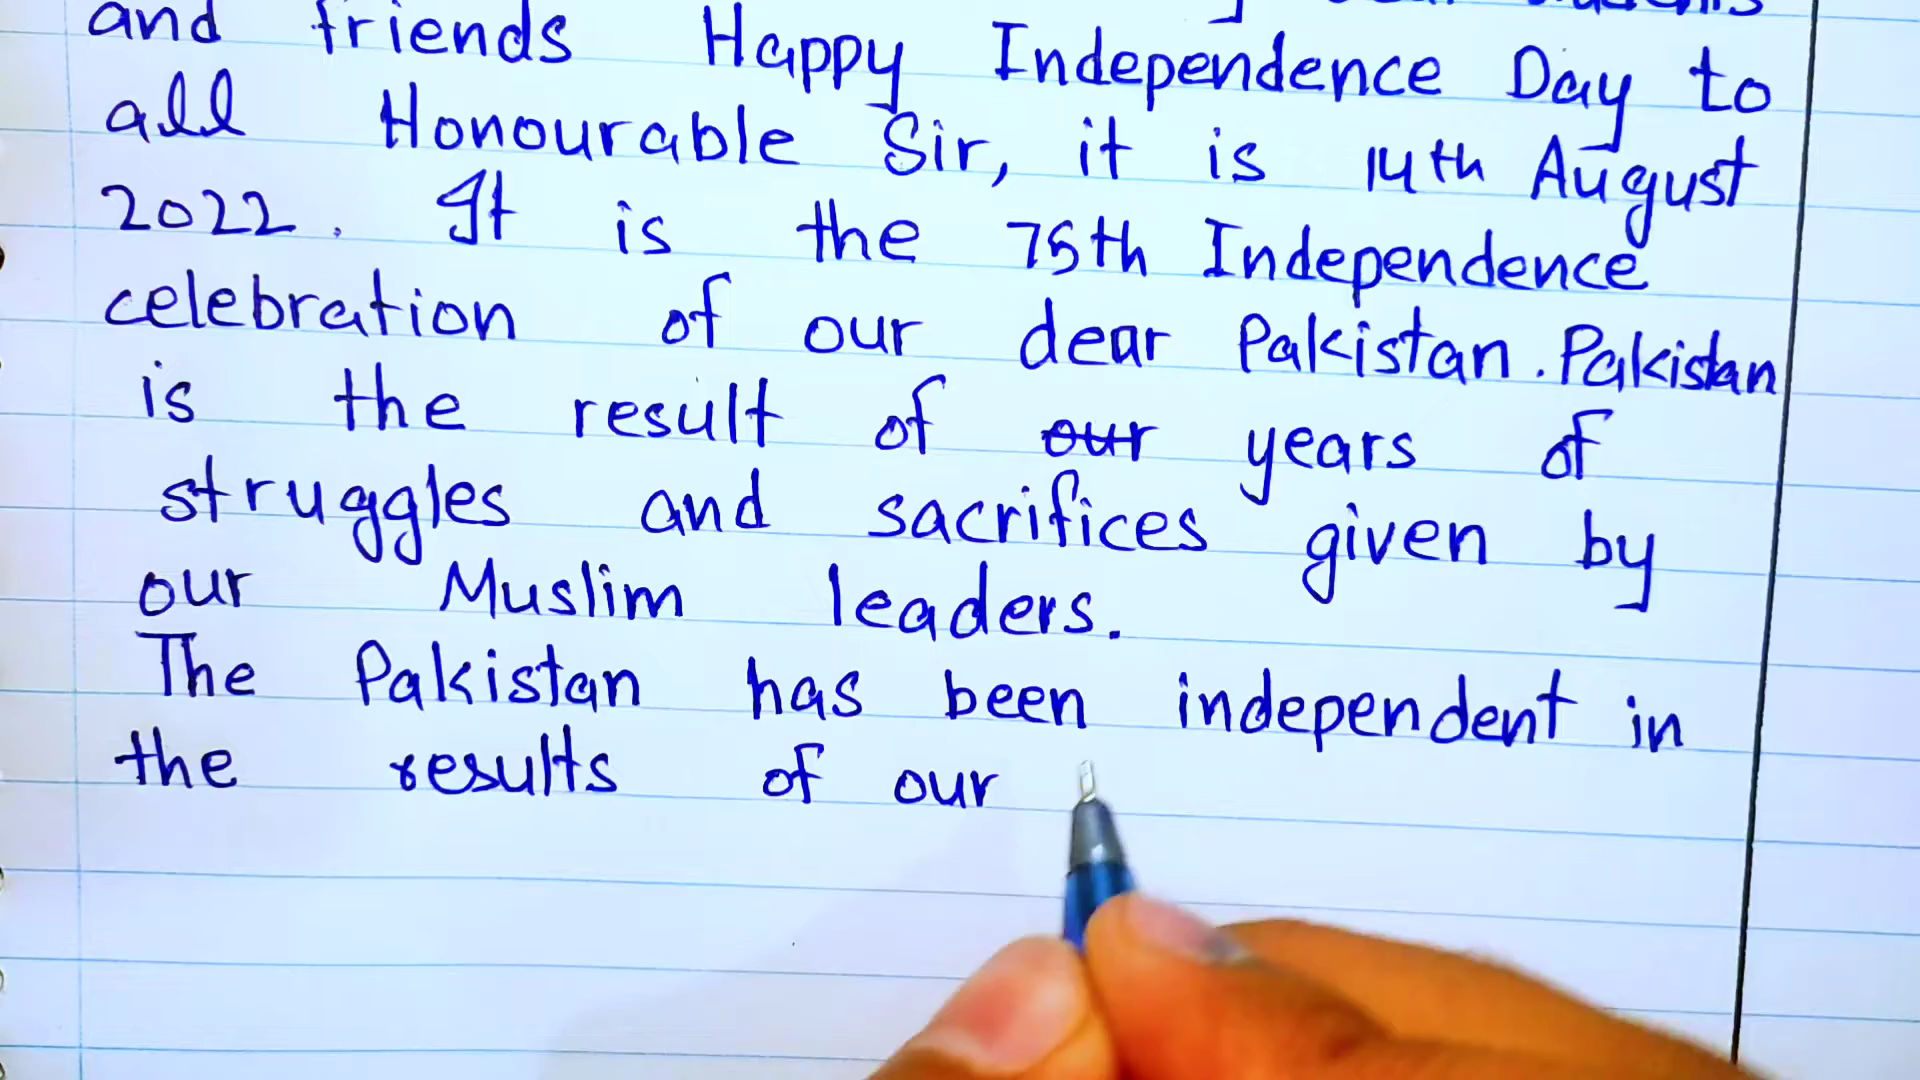 and friends Happy Independence Day to
all Honourable Sir, it is 14th August
2022. It is the 75th Independence
celebration of our dear Pakistan. Pakistan
is the result of our years of
struggles and sacrifices given by
our Muslim leaders.
The Pakistan has been independent in
the results of our